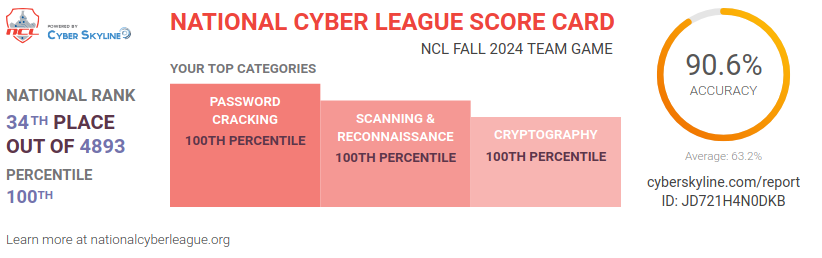 NCL
POWERED BY
CYBER SKYLINE
NATIONAL CYBER LEAGUE SCORE CARD
NCL FALL 2024 TEAM GAME
NATIONAL RANK
34TH PLACE
OUT OF 4893
PERCENTILE
100TH
YOUR TOP CATEGORIES
PASSWORD
CRACKING
100TH PERCENTILE
SCANNING &
RECONNAISSANCE
100TH PERCENTILE
CRYPTOGRAPHY
100TH PERCENTILE
90.6%
ACCURACY
Average: 63.2%
cyberskyline.com/report
ID: JD721H4N0DKB
Learn more at nationalcyberleague.org